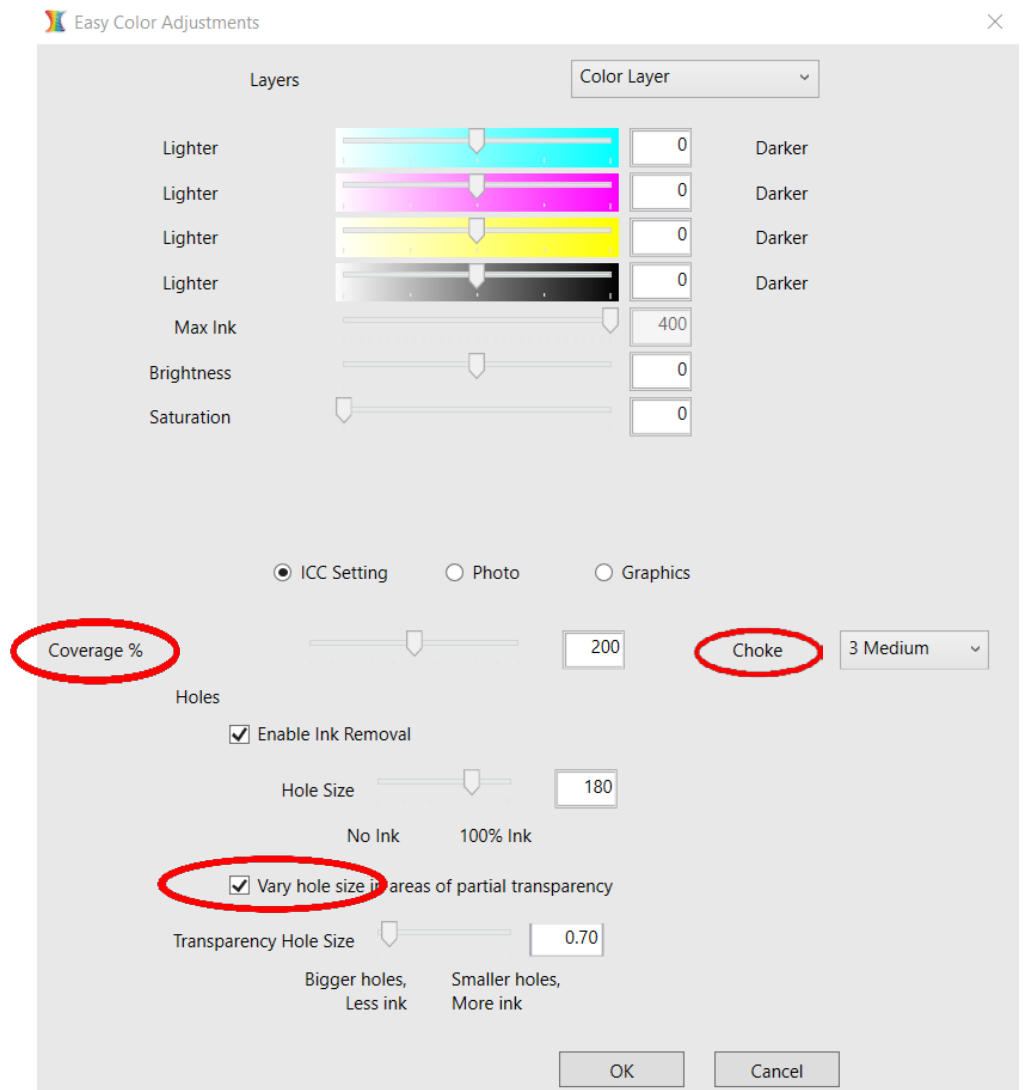 Easy Color Adjustments
Layers Color Layer
Lighter 0 Darker
Lighter 0 Darker
Lighter 0 Darker
Lighter 0 Darker
Max Ink 400
Brightness 0
Saturation 0
ICC Setting Photo Graphics
Coverage % 200 Choke 3 Medium
Holes
Enable Ink Removal
Hole Size 180
No Ink 100% Ink
Vary hole size in areas of partial transparency
Transparency Hole Size 0.70
Bigger holes, Smaller holes,
Less ink More ink
OK Cancel